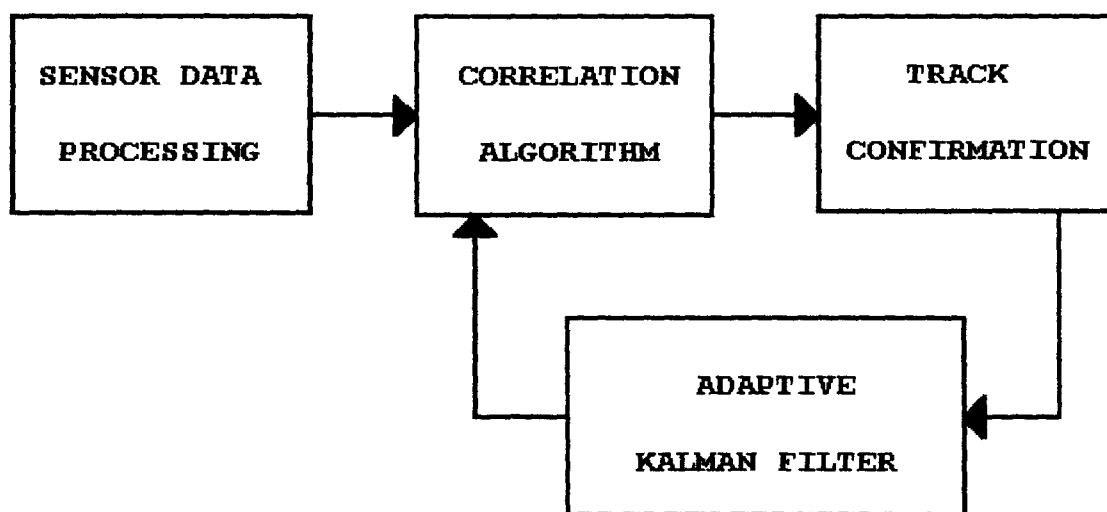 SENSOR DATA
PROCESSING
CORRELATION
ALGORITHM
TRACK
CONFIRMATION
ADAPTIVE
KALMAN FILTER